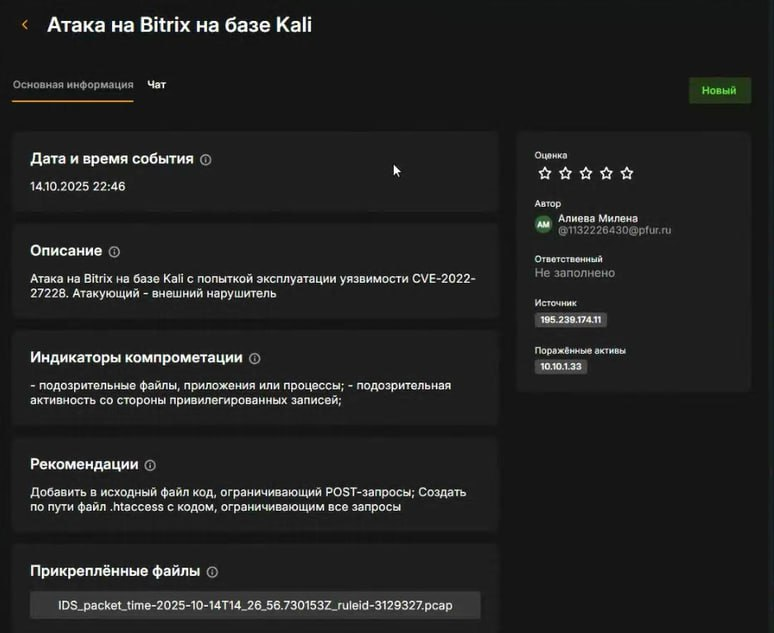 Атака на Bitrix на базе Kali
Основная информация
Чат
Новый
Дата и время события
14.10.2025 22:46
Описание
Атака на Bitrix на базе Kali с попыткой эксплуатации уязвимости CVE-2022-
27228. Атакующий - внешний нарушитель
Индикаторы компрометации
- подозрительные файлы, приложения или процессы; - подозрительная
активность со стороны привилегированных записей;
Рекомендации
Добавить в исходный файл код, ограничивающий POST-запросы; Создать
по пути файл .htaccess с кодом, ограничивающим все запросы
Прикреплённые файлы
IDS_packet_time-2025-10-14T14_26_56.730153Z_ruleid-3129327.pcap
Оценка
Автор
АМ
Алиева Милена
@1132226430@pfur.ru
Ответственный
Не заполнено
Источник
195.239.174.11
Поражённые активы
10.10.1.33